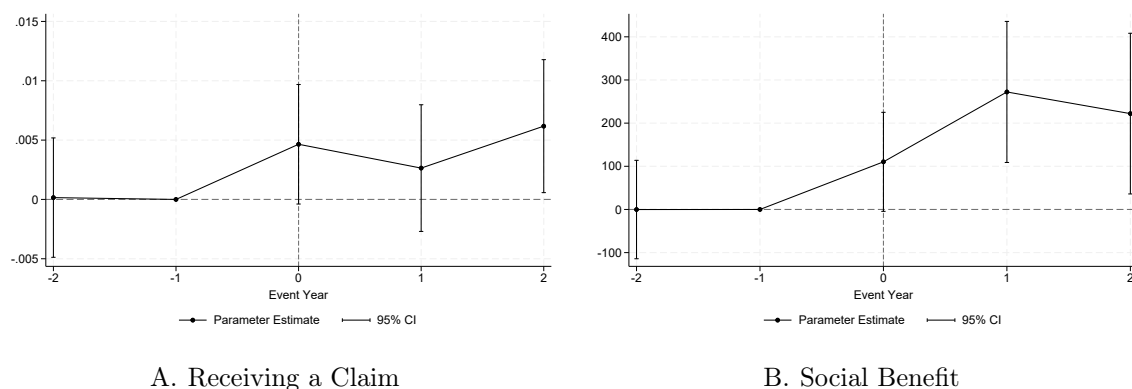 .015
.01
.005
0
-.005
-2 -1 0 1 2
Event Year
Parameter Estimate 95% CI
A. Receiving a Claim
400
300
200
100
0
-100
-2 -1 0 1 2
Event Year
Parameter Estimate 95% CI
B. Social Benefit